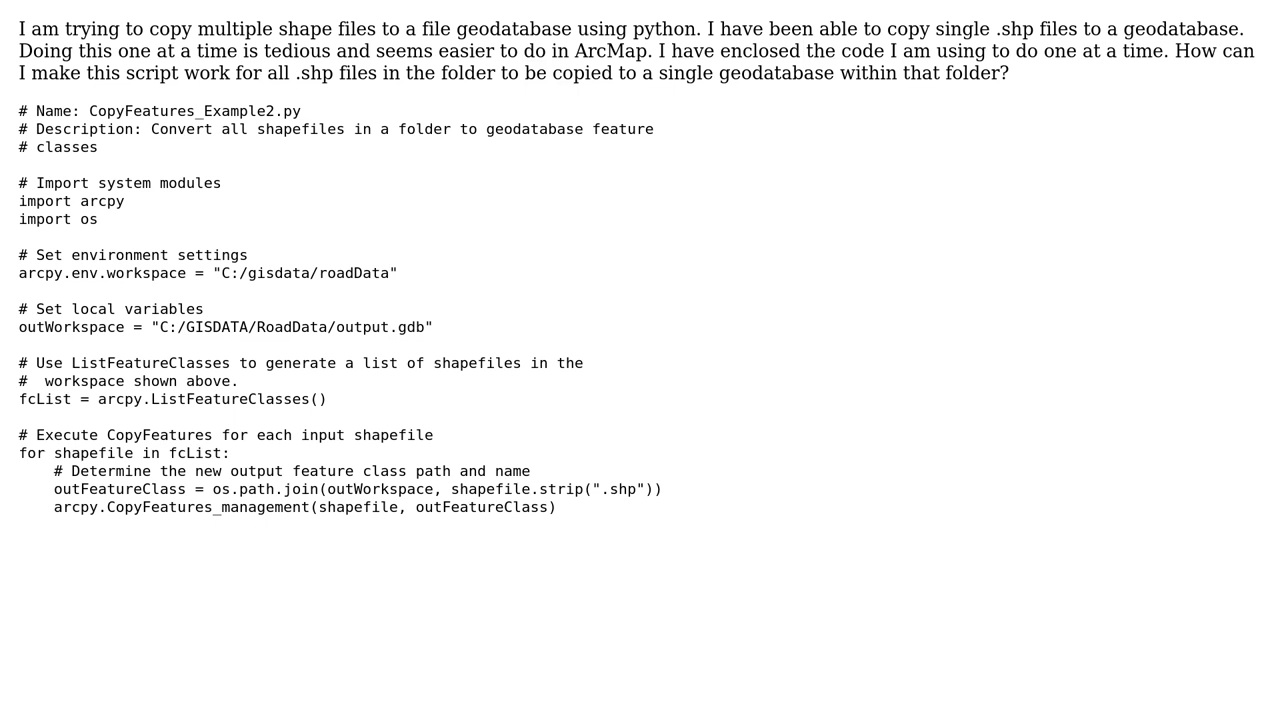 I am trying to copy multiple shape files to a file geodatabase using python. I have been able to copy single .shp files to a geodatabase.
Doing this one at a time is tedious and seems easier to do in ArcMap. I have enclosed the code I am using to do one at a time. How can
I make this script work for all .shp files in the folder to be copied to a single geodatabase within that folder?
# Name: CopyFeatures_Example2.py
# Description: Convert all shapefiles in a folder to geodatabase feature
# classes
# Import system modules
import arcpy
import os
# Set environment settings
arcpy.env.workspace = "C:/gisdata/roadData"
# Set local variables
outWorkspace = "C:/GISDATA/RoadData/output.gdb"
# Use ListFeatureClasses to generate a list of shapefiles in the
#  workspace shown above.
fcList = arcpy.ListFeatureClasses()
# Execute CopyFeatures for each input shapefile
for shapefile in fcList:
    # Determine the new output feature class path and name
    outFeatureClass = os.path.join(outWorkspace, shapefile.strip(".shp"))
    arcpy.CopyFeatures_management(shapefile, outFeatureClass)